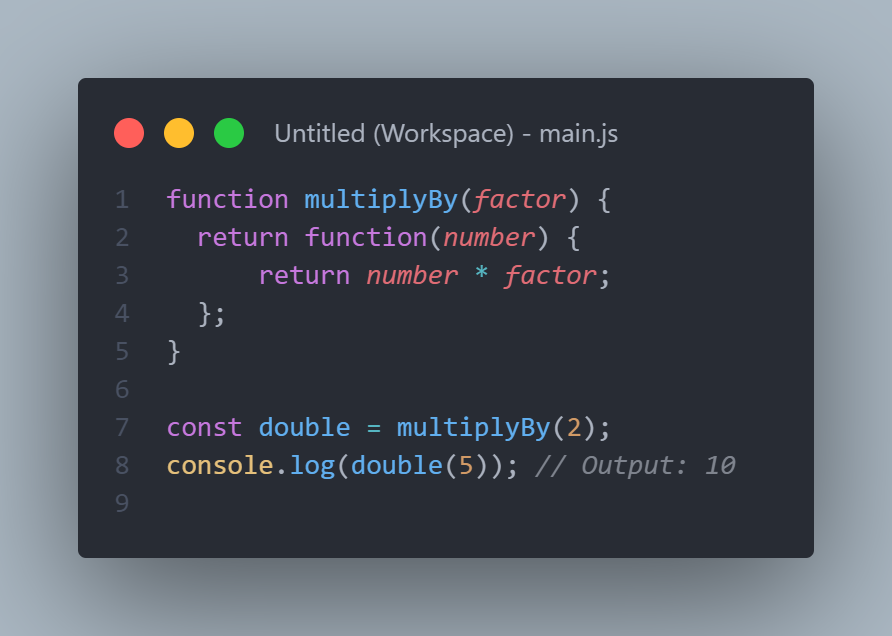 Untitled (Workspace) - main.js
1 function multiplyBy(factor) {
2   return function(number) {
3       return number * factor;
4   };
5 }
6
7 const double = multiplyBy(2);
8 console.log(double(5)); // Output: 10
9